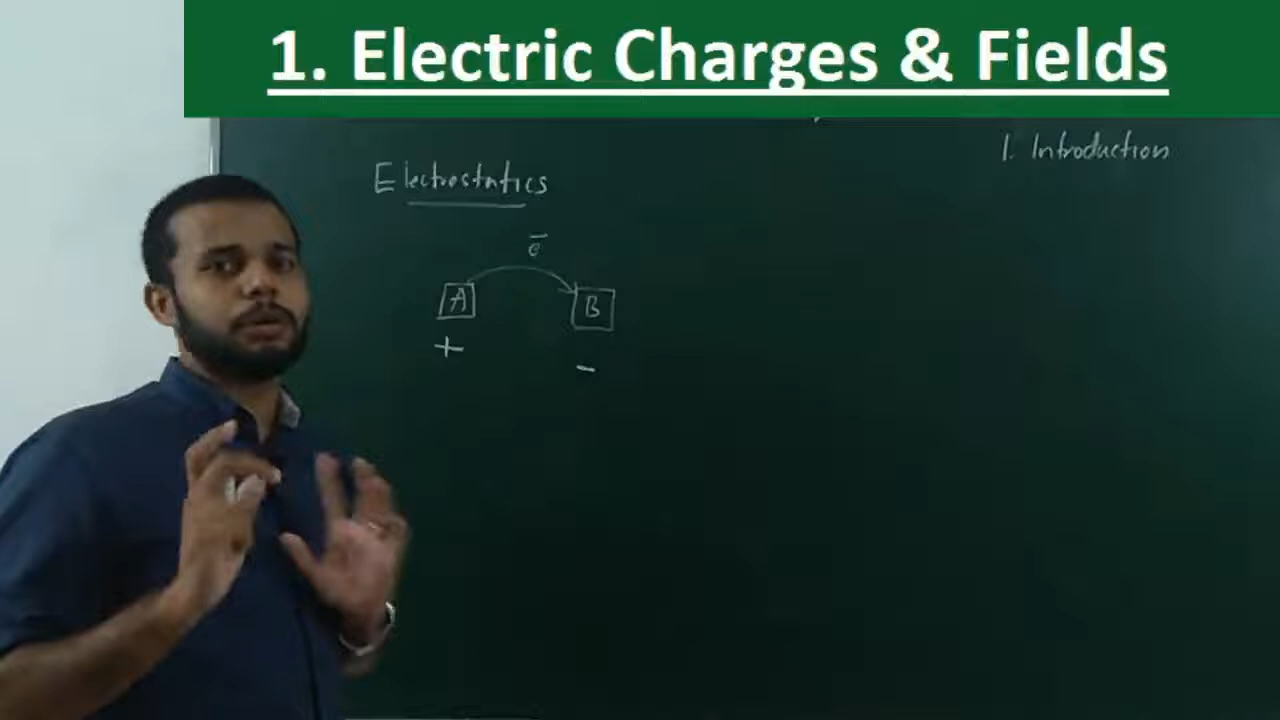 1. Electric Charges & Fields
1. Introduction
Electrostatics
e⁻
A
B
+
-